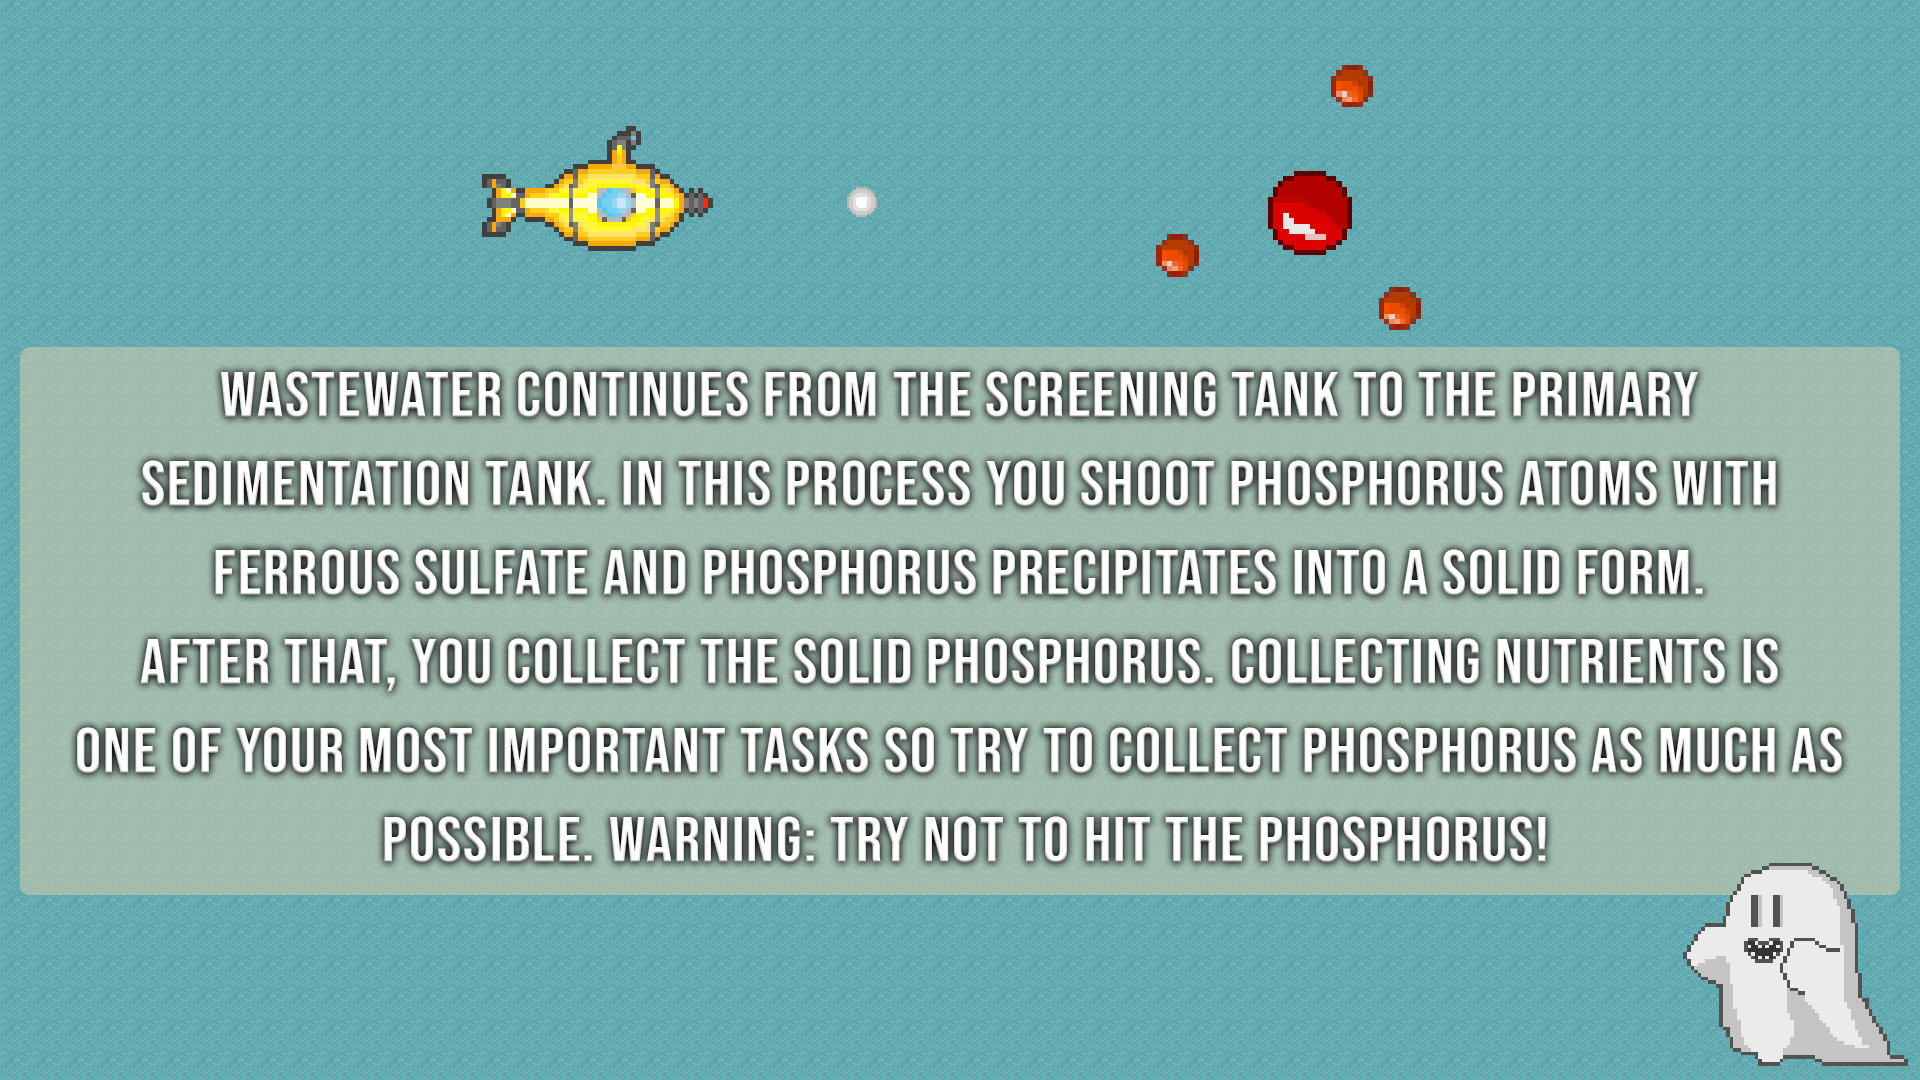 WASTEWATER CONTINUES FROM THE SCREENING TANK TO THE PRIMARY
SEDIMENTATION TANK. IN THIS PROCESS YOU SHOOT PHOSPHORUS ATOMS WITH
FERROUS SULFATE AND PHOSPHORUS PRECIPITATES INTO A SOLID FORM.
AFTER THAT, YOU COLLECT THE SOLID PHOSPHORUS. COLLECTING NUTRIENTS IS
ONE OF YOUR MOST IMPORTANT TASKS SO TRY TO COLLECT PHOSPHORUS AS MUCH AS
POSSIBLE. WARNING: TRY NOT TO HIT THE PHOSPHORUS!